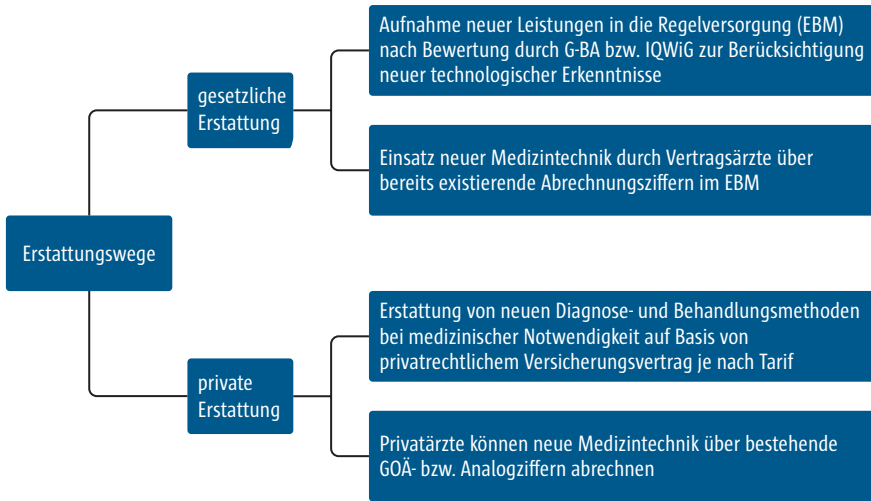 Erstattungswege
gesetzliche
Erstattung
Aufnahme neuer Leistungen in die Regelversorgung (EBM)
nach Bewertung durch G-BA bzw. IQWiG zur Berücksichtigung
neuer technologischer Erkenntnisse
Einsatz neuer Medizintechnik durch Vertragsärzte über
bereits existierende Abrechnungsziffern im EBM
private
Erstattung
Erstattung von neuen Diagnose- und Behandlungsmethoden
bei medizinischer Notwendigkeit auf Basis von
privatrechtlichem Versicherungsvertrag je nach Tarif
Privatärzte können neue Medizintechnik über bestehende
GOÄ- bzw. Analogziffern abrechnen